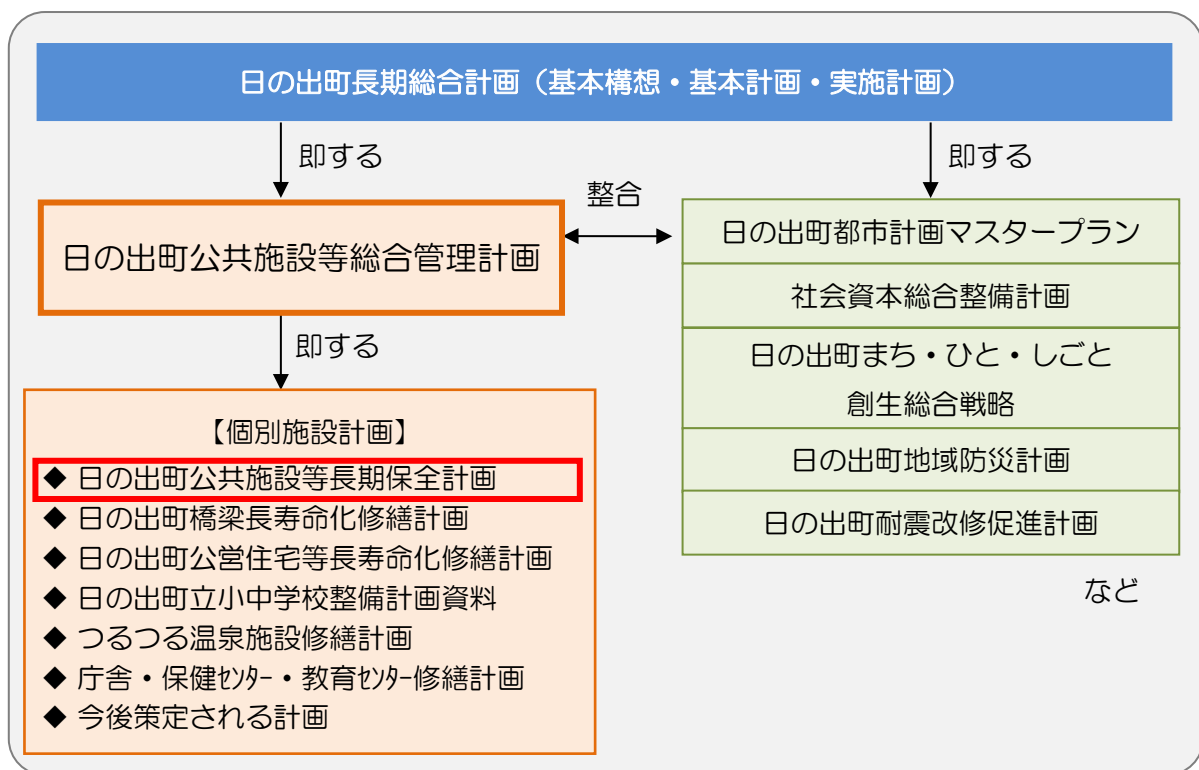 日の出町長期総合計画（基本構想・基本計画・実施計画）
即する
即する
整合
日の出町公共施設等総合管理計画
即する
【個別施設計画】
◆ 日の出町公共施設等長期保全計画
◆ 日の出町橋梁長寿命化修繕計画
◆ 日の出町公営住宅等長寿命化修繕計画
◆ 日の出町立小中学校整備計画資料
◆ つるつる温泉施設修繕計画
◆ 庁舎・保健ｾﾝﾀｰ・教育ｾﾝﾀｰ修繕計画
◆ 今後策定される計画
日の出町都市計画マスタープラン
社会資本総合整備計画
日の出町まち・ひと・しごと
創生総合戦略
日の出町地域防災計画
日の出町耐震改修促進計画
など